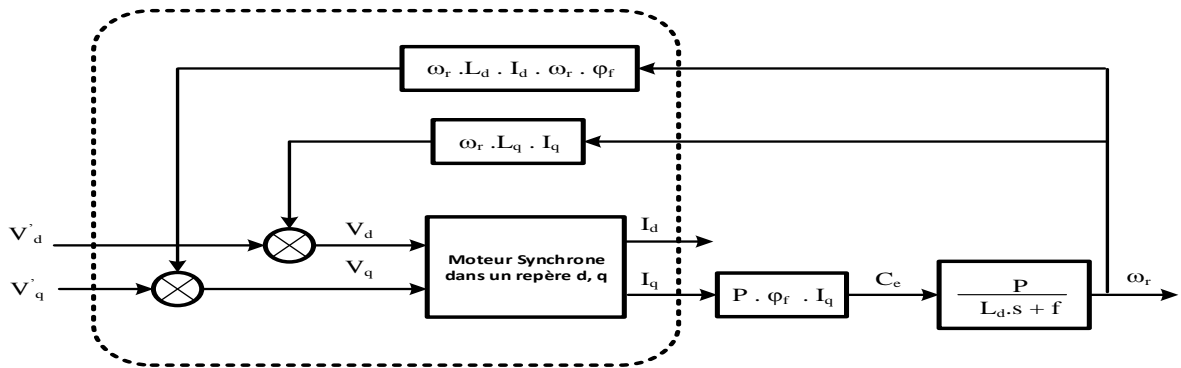 ωr .Ld . Id . ωr . φf
ωr .Lq . Iq
V'd
Vd
V'q
Vq
Moteur Synchrone
dans un repère d, q
Id
Iq
P . φf . Iq
Ce
P
Ld.s + f
ωr